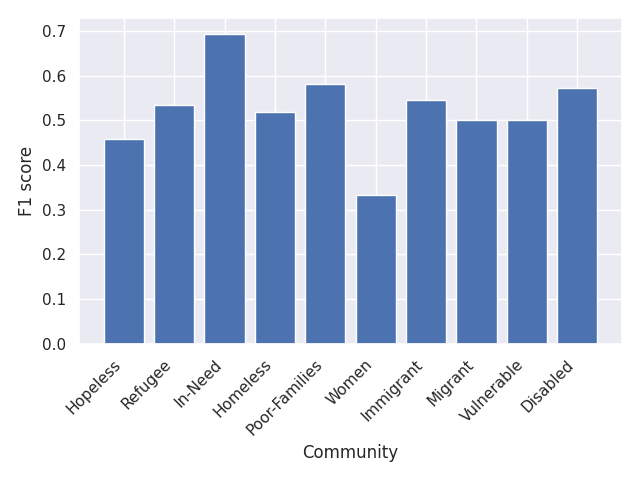 0.7
0.6
0.5
0.4
0.3
0.2
0.1
0.0
F1 score
Hopeless
Refugee
In-Need
Homeless
Poor-Families
Women
Immigrant
Migrant
Vulnerable
Disabled
Community